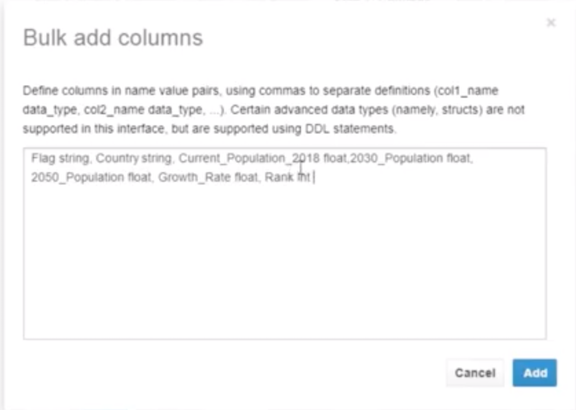 Bulk add columns
×
Define columns in name value pairs, using commas to separate definitions (col1_name
data_type, col2_name data_type, ...). Certain advanced data types (namely, structs) are not
supported in this interface, but are supported using DDL statements.
Flag string, Country string, Current_Population_2018 float,2030_Population float,
2050_Population float, Growth_Rate float, Rank int
Cancel
Add